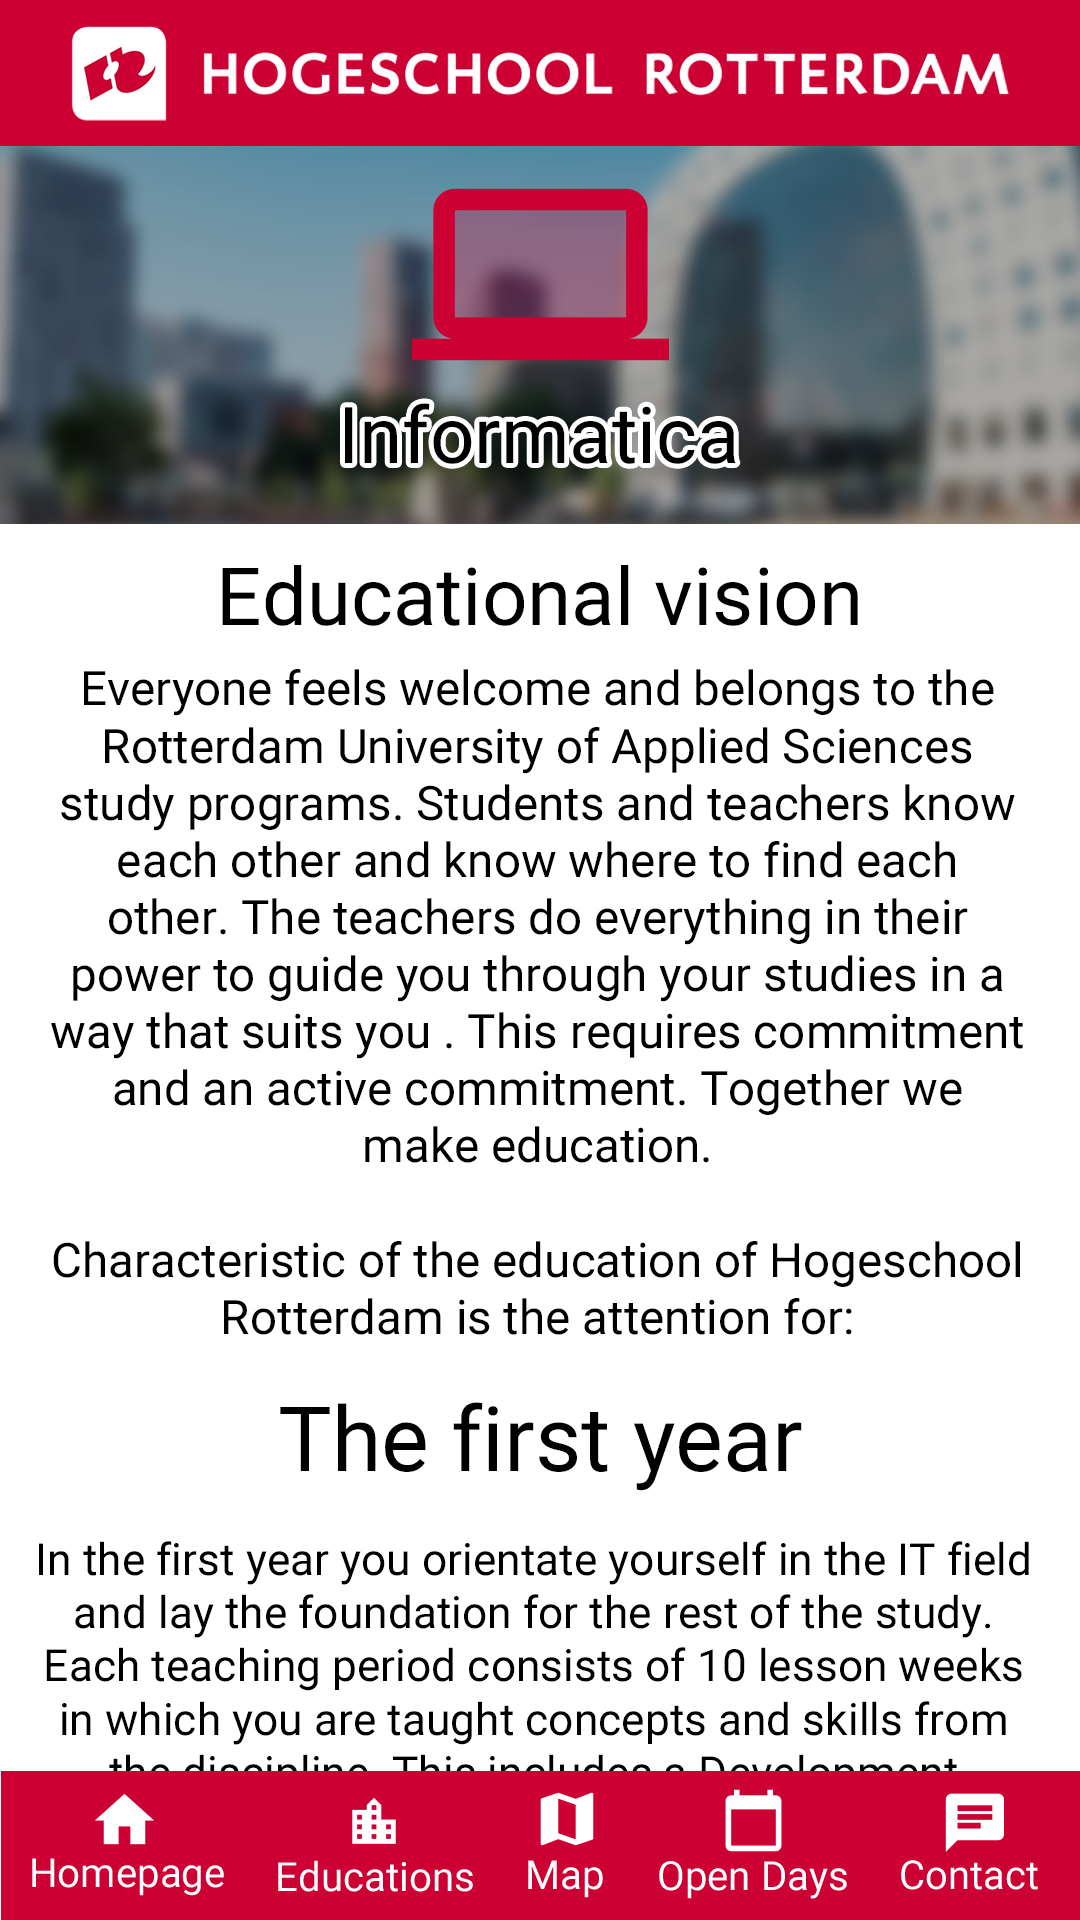 HOGESCHOOL ROTTERDAM
Informatica
Educational vision
Everyone feels welcome and belongs to the
Rotterdam University of Applied Sciences
study programs. Students and teachers know
each other and know where to find each
other. The teachers do everything in their
power to guide you through your studies in a
way that suits you . This requires commitment
and an active commitment. Together we
make education.
Characteristic of the education of Hogeschool
Rotterdam is the attention for:
The first year
In the first year you orientate yourself in the IT field
and lay the foundation for the rest of the study.
Each teaching period consists of 10 lesson weeks
in which you are taught concepts and skills from
the discipline. This includes a Development
Homepage
Educations
Map
Open Days
Contact